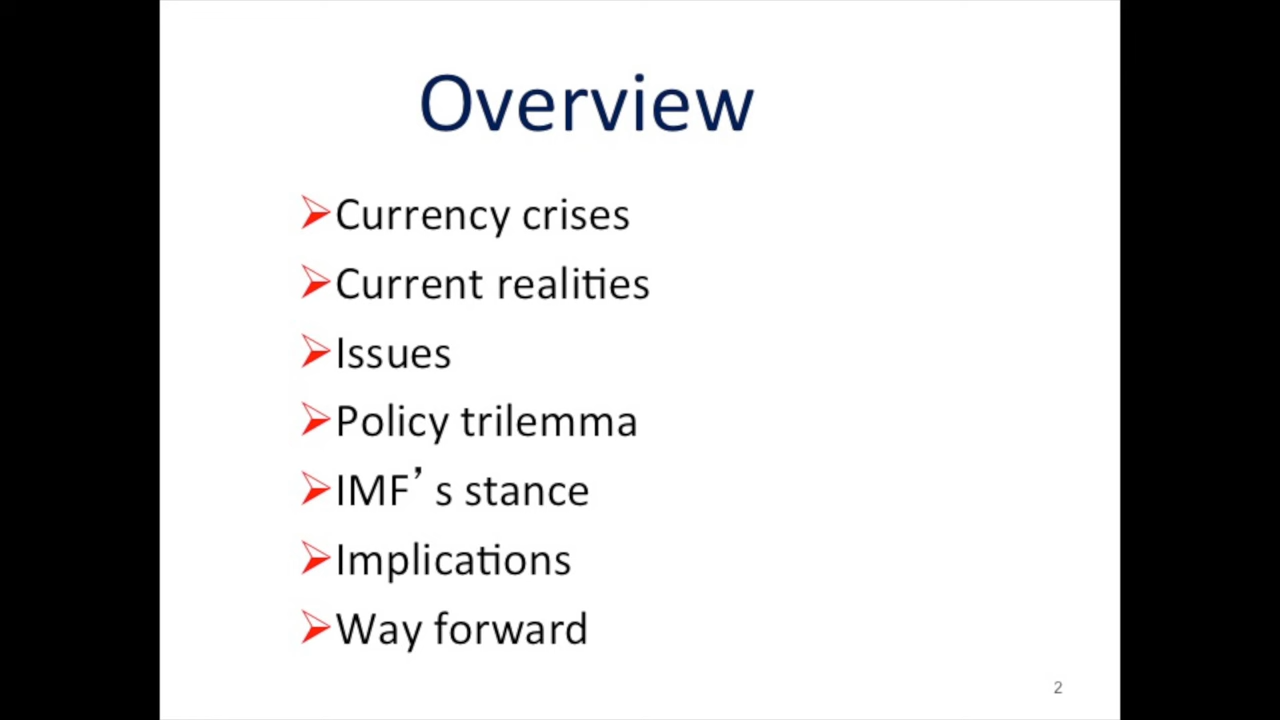 Overview
Currency crises
Current realities
Issues
Policy trilemma
IMF’ s stance
Implications
Way forward
2